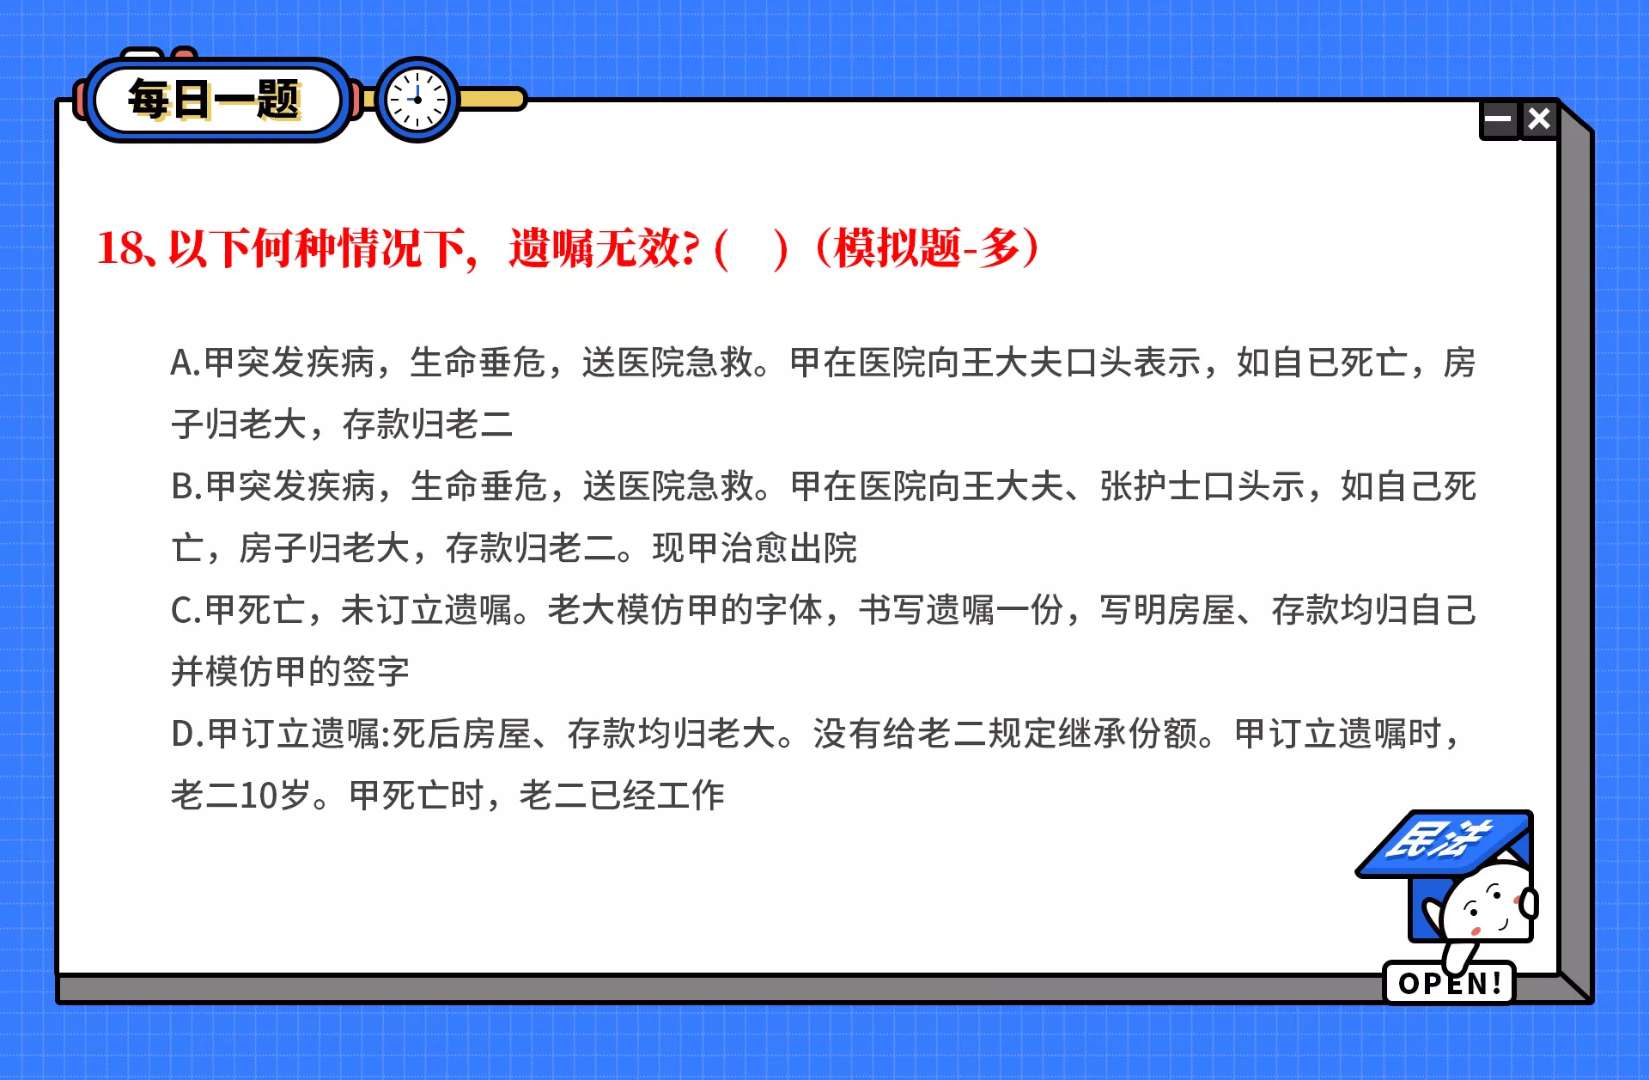 每日一题
18、以下何种情况下，遗嘱无效?（ ）（模拟题-多）
A.甲突发疾病，生命垂危，送医院急救。甲在医院向王大夫口头表示，如自已死亡，房
子归老大，存款归老二
B.甲突发疾病，生命垂危，送医院急救。甲在医院向王大夫、张护士口头示，如自己死
亡，房子归老大，存款归老二。现甲治愈出院
C.甲死亡，未订立遗嘱。老大模仿甲的字体，书写遗嘱一份，写明房屋、存款均归自己
并模仿甲的签字
D.甲订立遗嘱:死后房屋、存款均归老大。没有给老二规定继承份额。甲订立遗嘱时，
老二10岁。甲死亡时，老二已经工作
民法
OPEN!